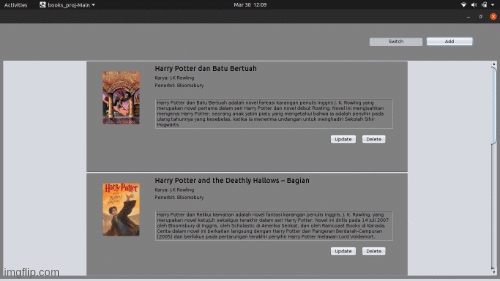 Activities books_proj-Main Mar 30 12:09
Switch Add
Harry Potter dan Batu Bertuah
Karya: J.K Rowling
Penerbit: Bloomsbury
Harry Potter dan Batu Bertuah adalah novel fantasi karangan penulis Inggris J. K. Rowling yang
merupakan novel pertama dalam seri Harry Potter dan novel debut Rowling. Novel ini mengisahkan
mengenai Harry Potter, seorang anak yatim piatu yang mengetahui bahwa ia adalah penyihir pada
ulang tahunnya yang kesebelas, ketika ia menerima undangan untuk menghadiri Sekolah Sihir
Hogwarts
Update Delete
Harry Potter and the Deathly Hallows – Bagian
Karya: J.K Rowling
Penerbit: Bloomsbury
Harry Potter dan Relikui Kematian adalah novel fantasi karangan penulis Inggris, J. K. Rowling, yang
merupakan novel ketujuh sekaligus terakhir dalam seri Harry Potter. Novel ini dirilis pada 14 Juli 2007
oleh Bloomsbury di Inggris, oleh Scholastic di Amerika Serikat, dan oleh Raincoast Books di Kanada.
Cerita dalam novel ini berkaitan langsung dengan Harry Potter dan Pangeran Berdarah-Campuran
(2005) dan berfokus pada pertarungan terakhir penyihir Harry Potter melawan Lord Voldemort.
Update Delete
imgflip.com